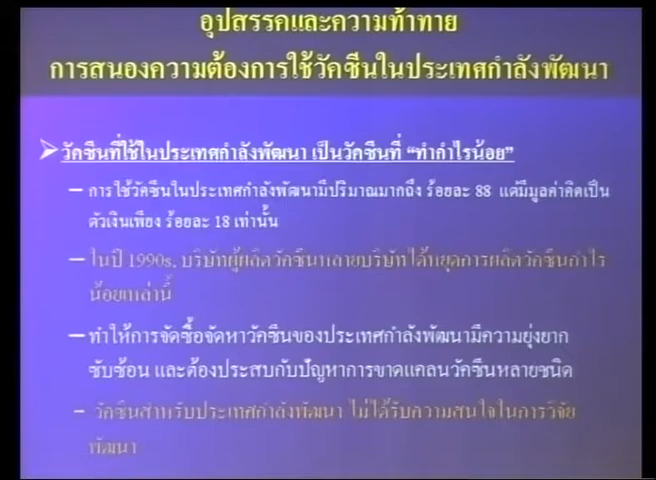 อุปสรรคและความท้าทาย
การสนองความต้องการใช้วัคซีนในประเทศกำลังพัฒนา
วัคซีนที่ใช้ในประเทศกำลังพัฒนา เป็นวัคซีนที่ “ทำกำไรน้อย”
– การใช้วัคซีนในประเทศกำลังพัฒนามีปริมาณมากถึง ร้อยละ 88 แต่มีมูลค่าคิดเป็น
ตัวเงินเพียง ร้อยละ 18 เท่านั้น
– ในปี 1990s, บริษัทผู้ผลิตวัคซีนหลายบริษัทได้หยุดการผลิตวัคซีนกำไร
น้อยเหล่านี้
– ทำให้การจัดซื้อจัดหาวัคซีนของประเทศกำลังพัฒนามีความยุ่งยาก
ซับซ้อน และต้องประสบกับปัญหาการขาดแคลนวัคซีนหลายชนิด
– วัคซีนสำหรับประเทศกำลังพัฒนา ไม่ได้รับความสนใจในการวิจัย
พัฒนา